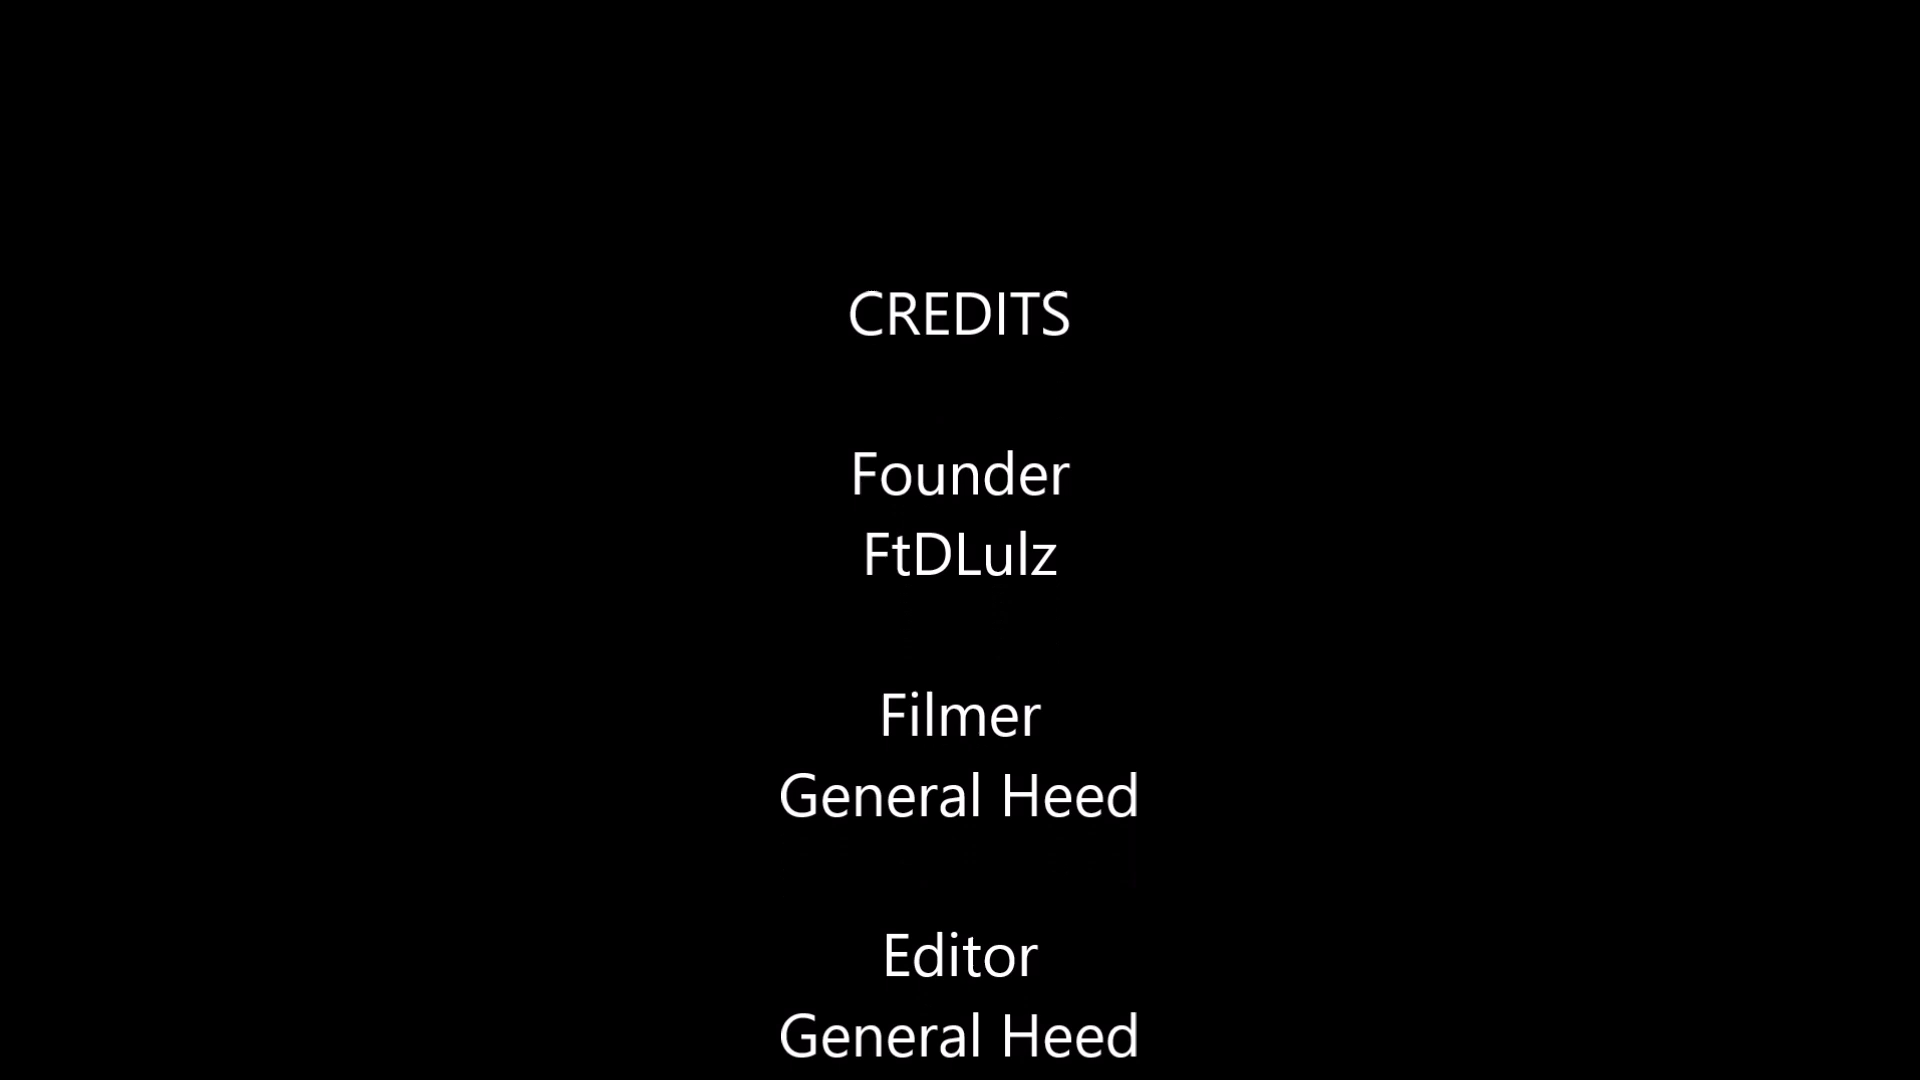 CREDITS
Founder
FtDLulz
Filmer
General Heed
Editor
General Heed